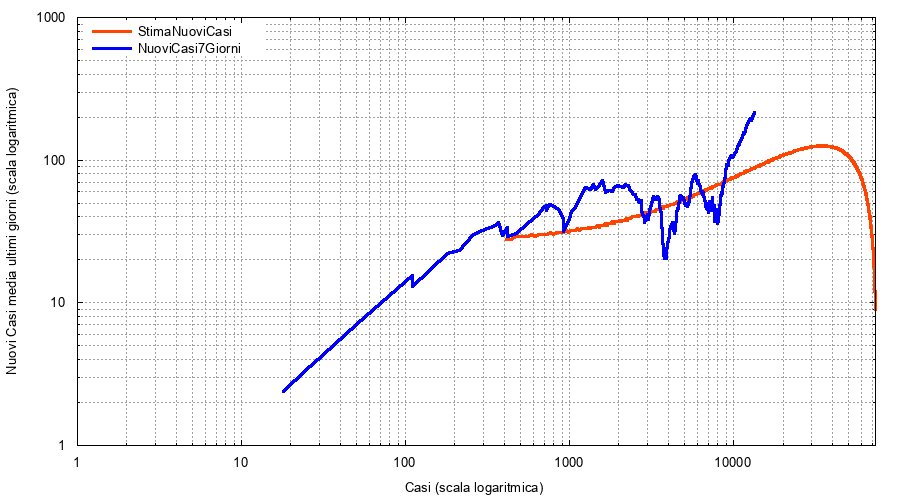 1000
StimaNuoviCasi
NuoviCasi7Giorni
100
Nuovi Casi media ultimi giorni (scala logaritmica)
10
1
1 10 100 1000 10000
Casi (scala logaritmica)